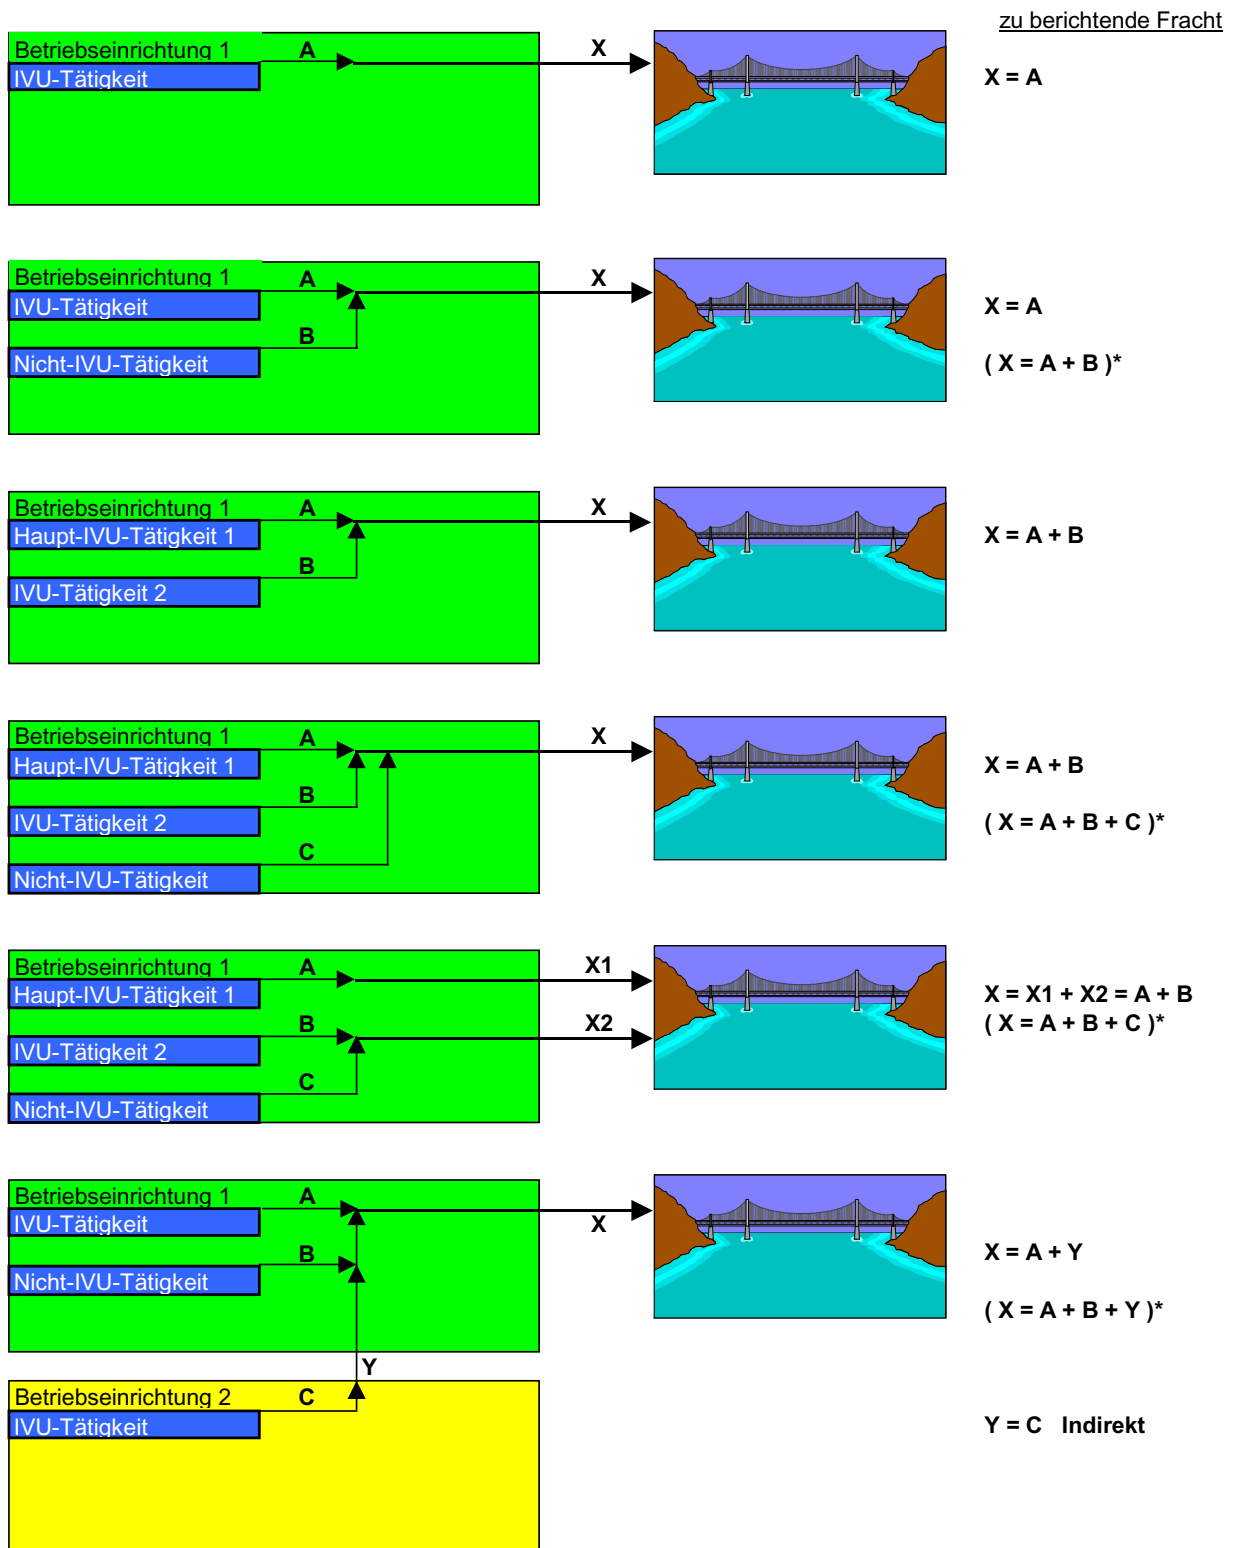 zu berichtende Fracht
Betriebseinrichtung 1
A
X
IVU-Tätigkeit
X = A
Betriebseinrichtung 1
A
X
IVU-Tätigkeit
X = A
B
Nicht-IVU-Tätigkeit
( X = A + B )*
Betriebseinrichtung 1
A
X
Haupt-IVU-Tätigkeit 1
X = A + B
B
IVU-Tätigkeit 2
Betriebseinrichtung 1
A
X
Haupt-IVU-Tätigkeit 1
X = A + B
B
IVU-Tätigkeit 2
( X = A + B + C )*
C
Nicht-IVU-Tätigkeit
Betriebseinrichtung 1
A
X1
Haupt-IVU-Tätigkeit 1
X = X1 + X2 = A + B
B
X2
( X = A + B + C )*
IVU-Tätigkeit 2
C
Nicht-IVU-Tätigkeit
Betriebseinrichtung 1
A
X
IVU-Tätigkeit
B
X = A + Y
Nicht-IVU-Tätigkeit
( X = A + B + Y )*
Y
Betriebseinrichtung 2
C
IVU-Tätigkeit
Y = C Indirekt